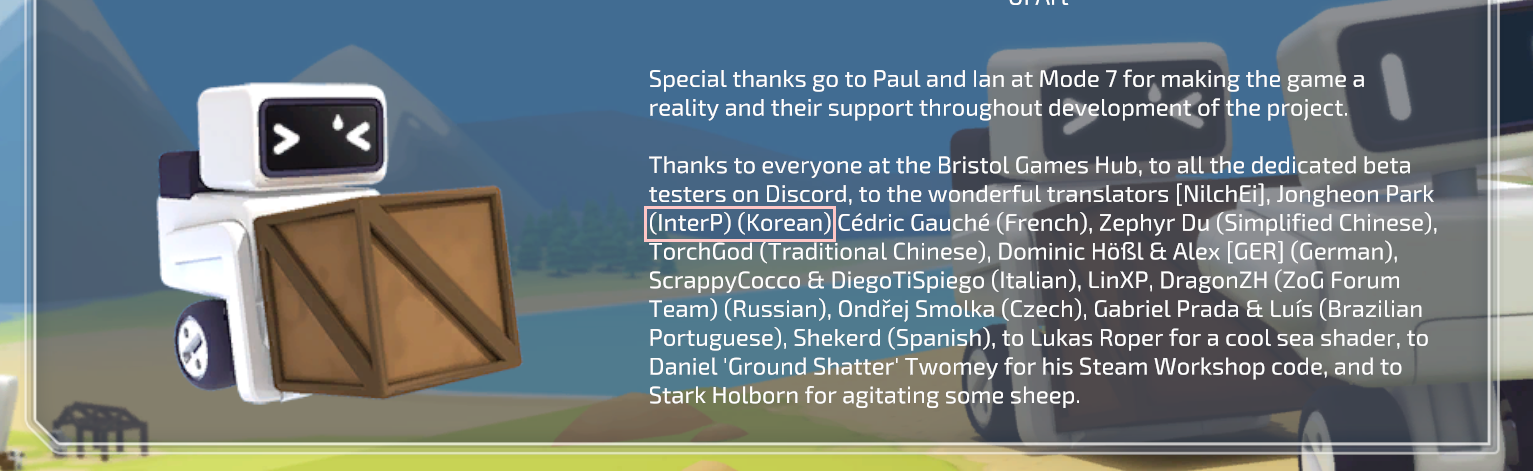 of Art
Special thanks go to Paul and Ian at Mode 7 for making the game a
reality and their support throughout development of the project.
Thanks to everyone at the Bristol Games Hub, to all the dedicated beta
testers on Discord, to the wonderful translators [NilchEi], Jongheon Park
(InterP) (Korean) Cédric Gauché (French), Zephyr Du (Simplified Chinese),
TorchGod (Traditional Chinese), Dominic Hößl & Alex [GER] (German),
ScrappyCocco & DiegoTiSpiego (Italian), LinXP, DragonZH (ZoG Forum
Team) (Russian), Ondřej Smolka (Czech), Gabriel Prada & Luís (Brazilian
Portuguese), Shekerd (Spanish), to Lukas Roper for a cool sea shader, to
Daniel 'Ground Shatter' Twomey for his Steam Workshop code, and to
Stark Holborn for agitating some sheep.